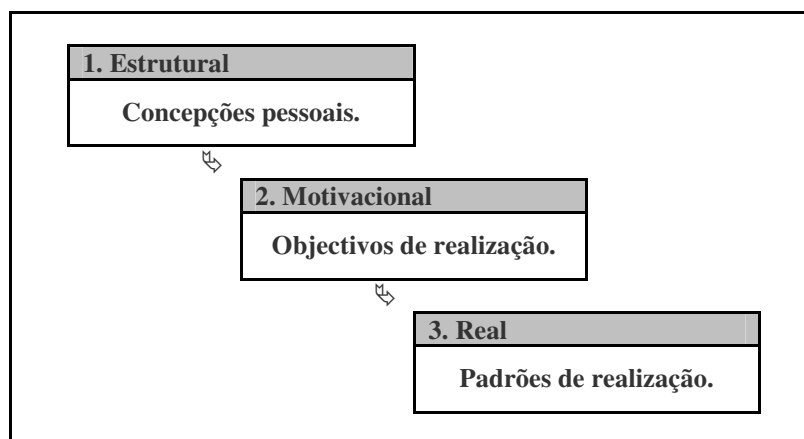 1. Estrutural
Concepções pessoais.
2. Motivacional
Objectivos de realização.
3. Real
Padrões de realização.